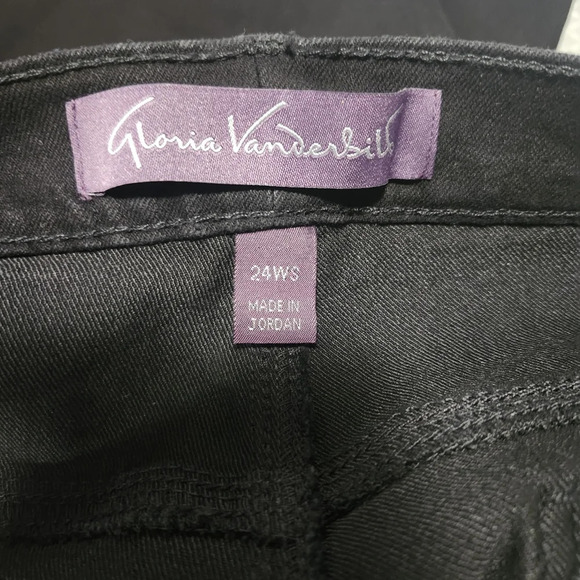 Gloria Vanderbilt
24WS
MADE IN
JORDAN